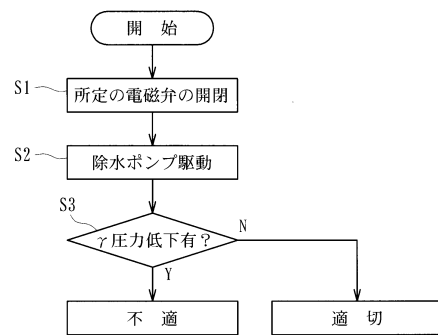 開 始
S1
所定の電磁弁の開閉
S2
除水ポンプ駆動
S3
γ圧力低下有？
N
Y
不 適
適 切